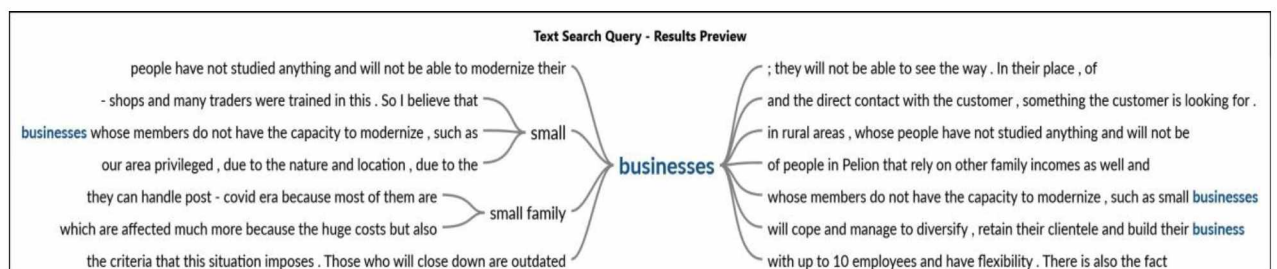 Text Search Query - Results Preview
people have not studied anything and will not be able to modernize their
- shops and many traders were trained in this . So I believe that
businesses whose members do not have the capacity to modernize , such as
our area privileged , due to the nature and location , due to the
small
they can handle post - covid era because most of them are
which are affected much more because the huge costs but also
small family
the criteria that this situation imposes . Those who will close down are outdated
businesses
; they will not be able to see the way . In their place , of
and the direct contact with the customer , something the customer is looking for .
in rural areas , whose people have not studied anything and will not be
of people in Pelion that rely on other family incomes as well and
whose members do not have the capacity to modernize , such as small businesses
will cope and manage to diversify , retain their clientele and build their business
with up to 10 employees and have flexibility . There is also the fact